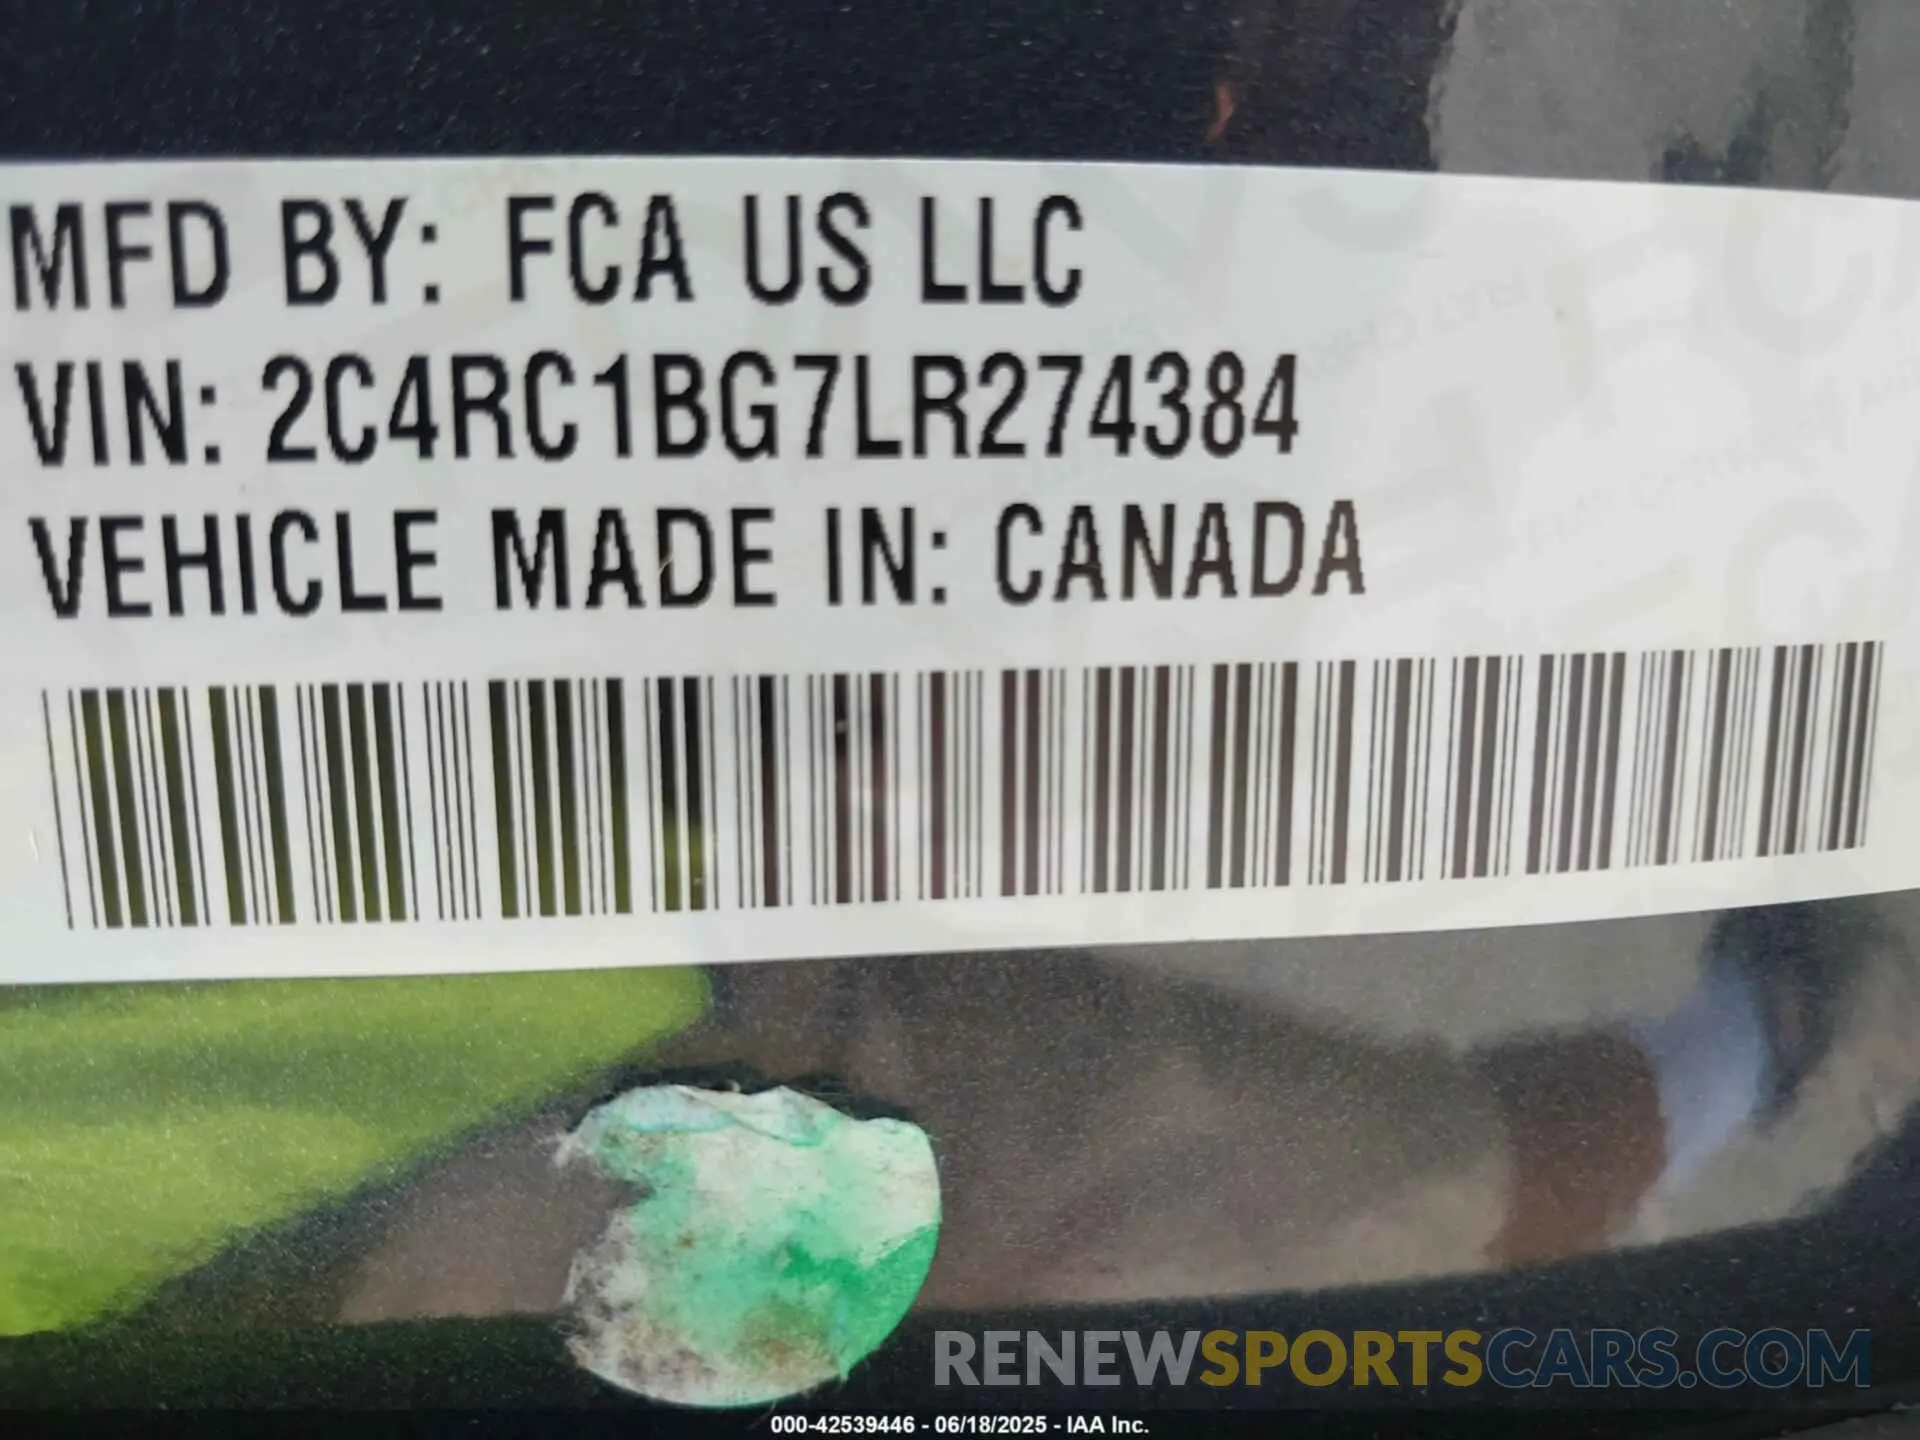 MFD BY: FCA US LLC
VIN: 2C4RC1BG7LR274384
VEHICLE MADE IN: CANADA
RENEWSPORTSCARS.COM
000-42539446 - 06/18/2025 - IAA Inc.